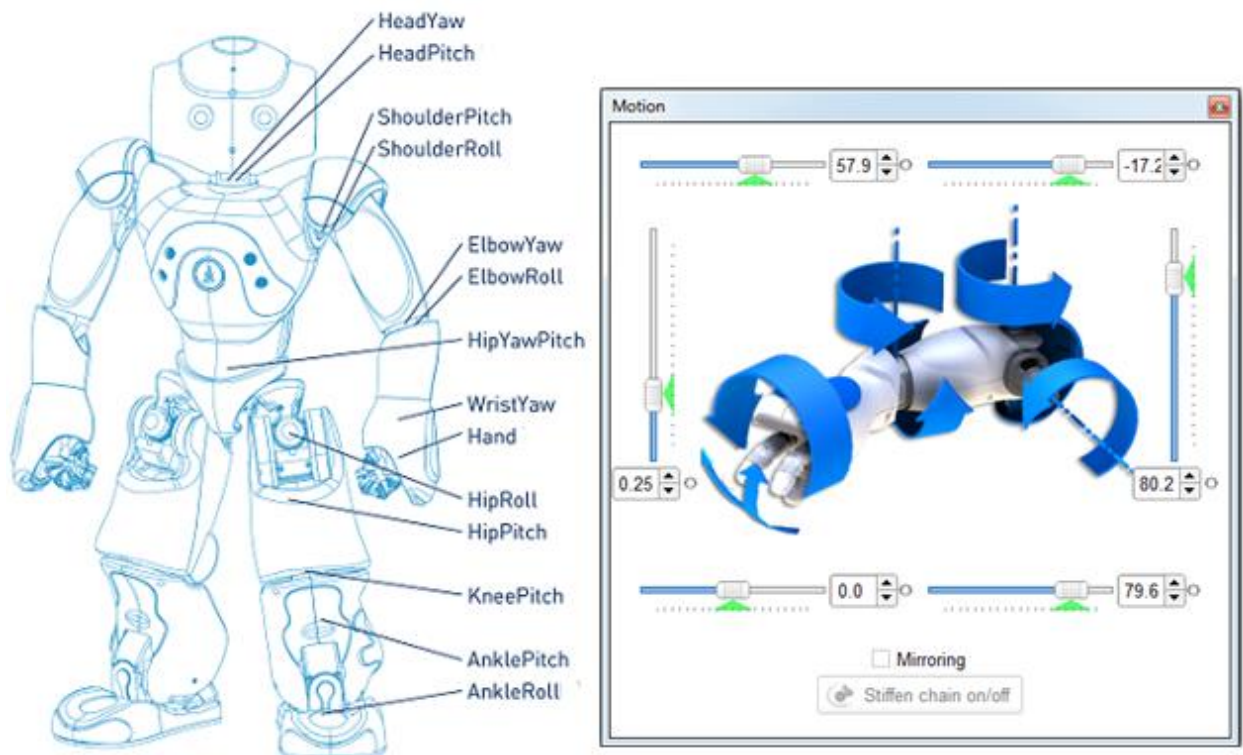 HeadYaw
HeadPitch
ShoulderPitch
ShoulderRoll
ElbowYaw
ElbowRoll
HipYawPitch
WristYaw
Hand
HipRoll
HipPitch
KneePitch
AnklePitch
AnkleRoll
Motion
57.9
-17.2
0.25
80.2
0.0
79.6
Mirroring
Stiffen chain on/off